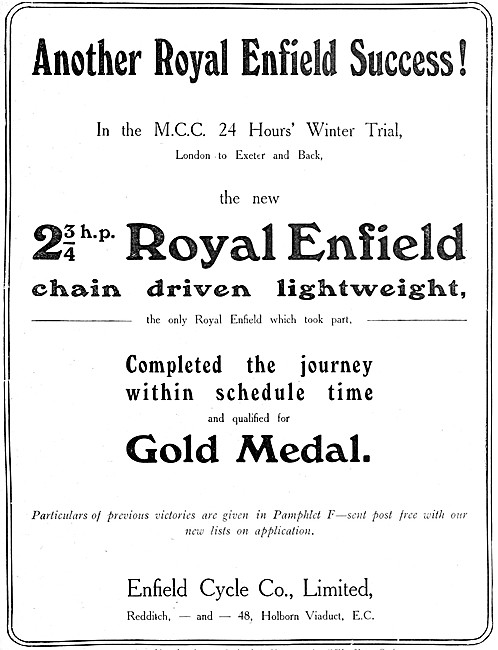 Another Royal Enfield Success!
In the M.C.C. 24 Hours' Winter Trial,
London to Exeter and Back,
the new
2¾ h.p. Royal Enfield
chain driven lightweight,
the only Royal Enfield which took part,
Completed the journey
within schedule time
and qualified for
Gold Medal.
Particulars of previous victories are given in Pamphlet F—sent post free with our
new lists on application.
Enfield Cycle Co., Limited,
Redditch, — and — 48, Holborn Viaduct, E.C.